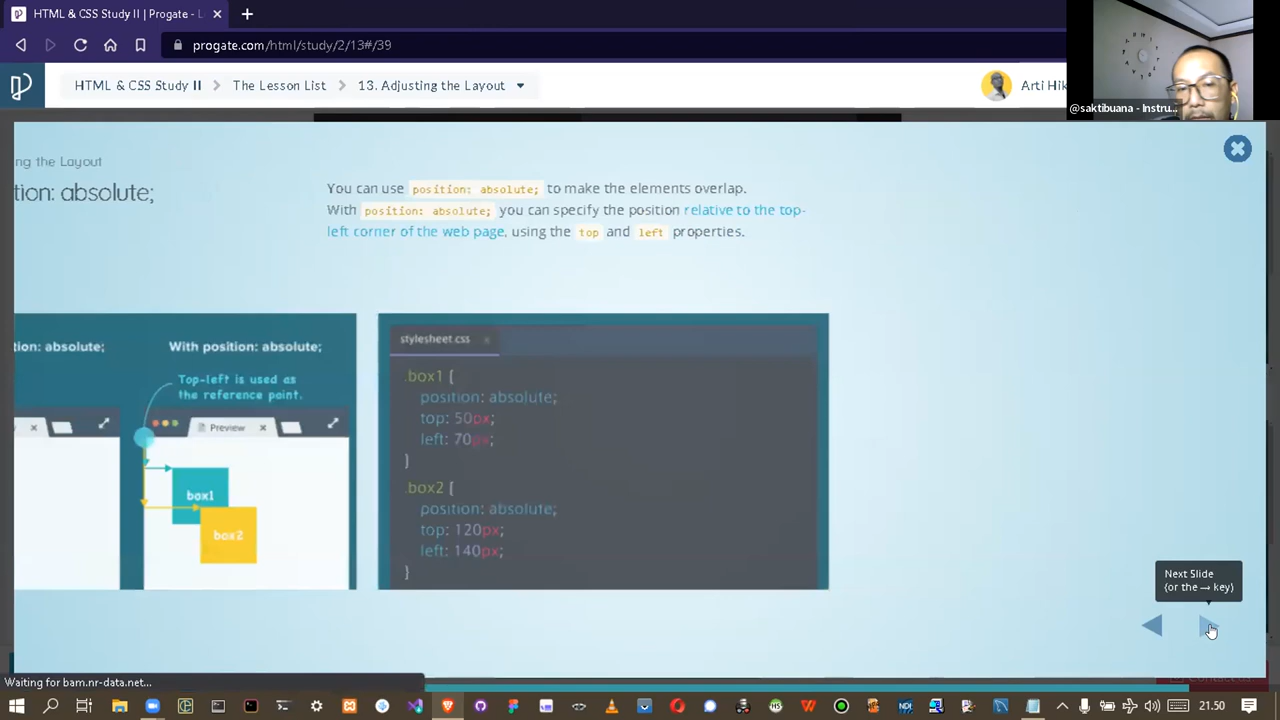 HTML & CSS Study II | Progate - L
progate.com/html/study/2/13#/39
HTML & CSS Study II
The Lesson List
13. Adjusting the Layout
Arti Hik
@saktibuana - Instru...
ng the Layout
tion: absolute;
You can use position: absolute; to make the elements overlap.
With position: absolute; you can specify the position relative to the top-
left corner of the web page, using the top and left properties.
tion: absolute;
With position: absolute;
Top-left is used as
the reference point.
Preview
box1
box2
stylesheet.css
.box1 {
position: absolute;
top: 50px;
left: 70px;
}
.box2 {
position: absolute;
top: 120px;
left: 140px;
}
Next Slide
(or the → key)
Contact us
Waiting for bam.nr-data.net...
21.50